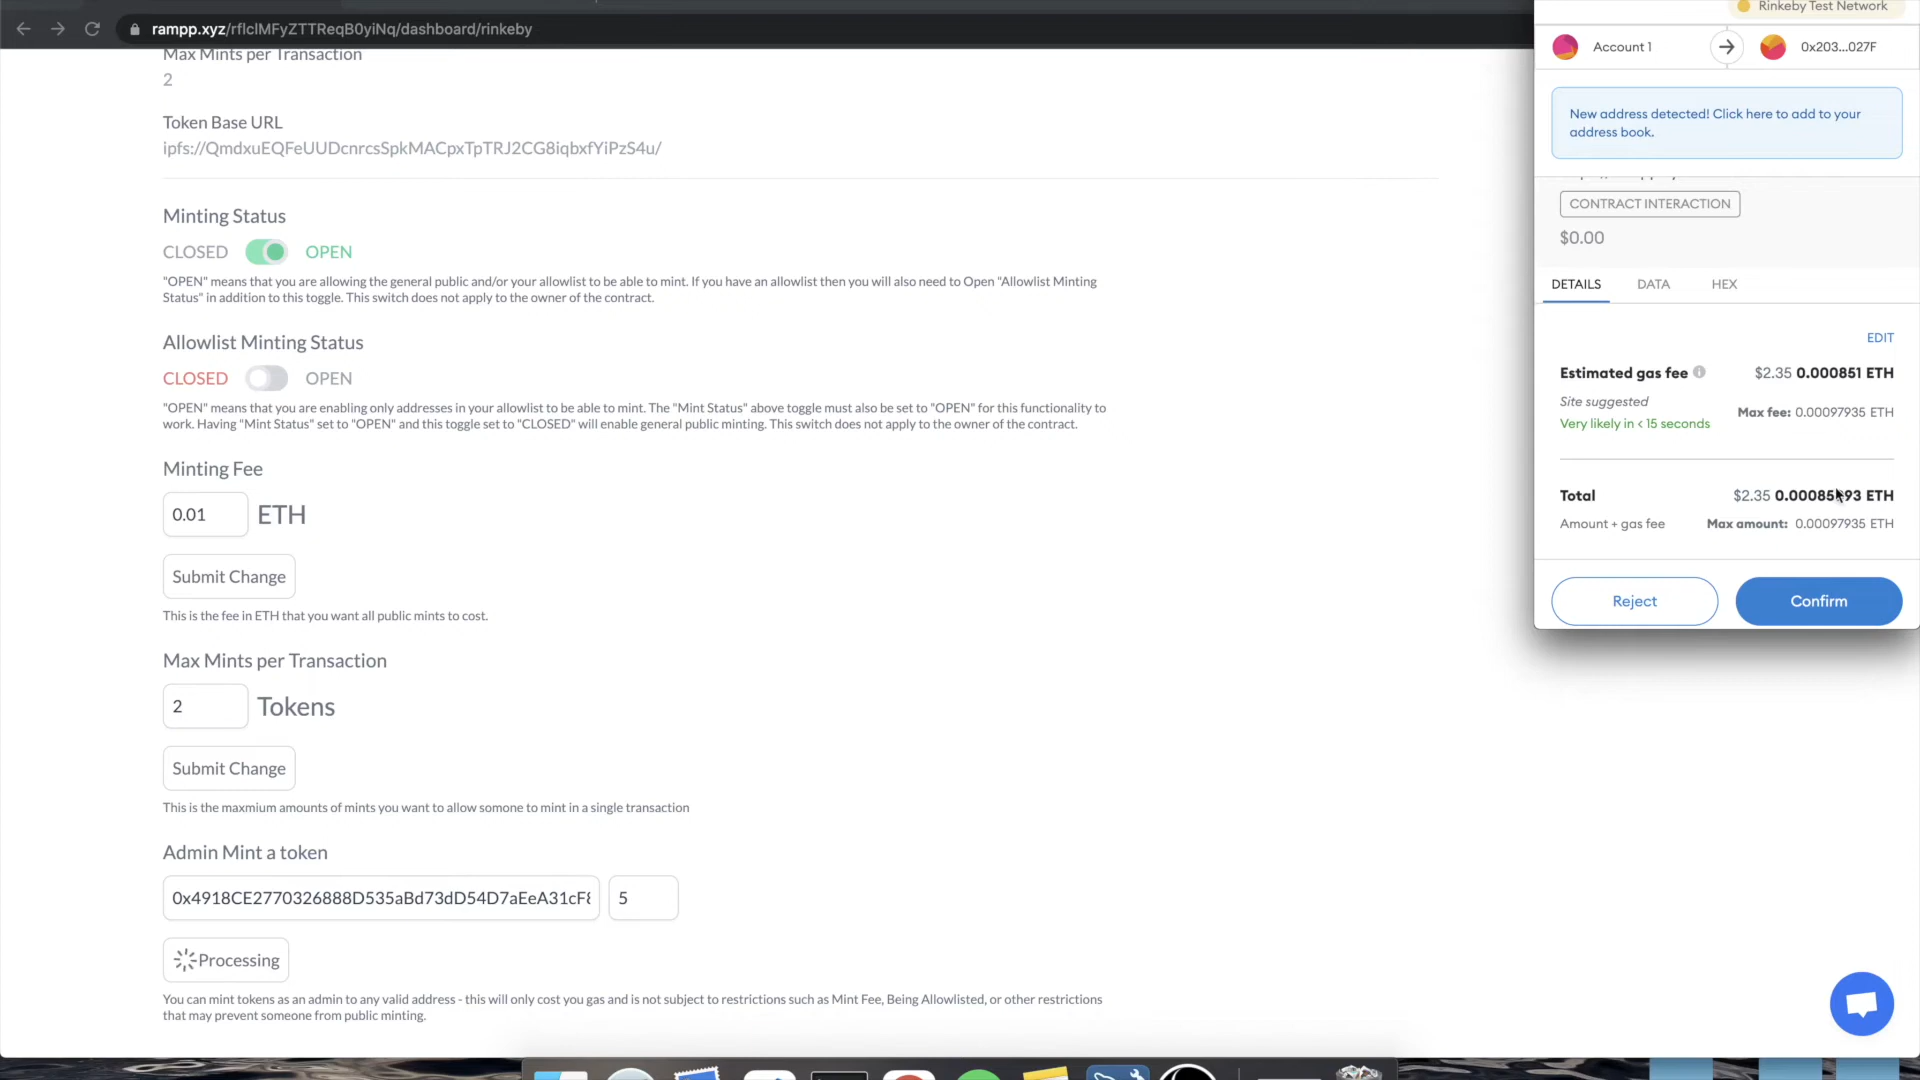 rampp.xyz/rflclMFyZTTReqB0yiNq/dashboard/rinkeby
Max Mints per Transaction
2
Token Base URL
ipfs://QmdxuEQFeUUDcnrcsSpkMACpxTpTRJ2CG8iqbxfYiPzS4u/
Minting Status
CLOSED OPEN
"OPEN" means that you are allowing the general public and/or your allowlist to be able to mint. If you have an allowlist then you will also need to Open "Allowlist Minting
Status" in addition to this toggle. This switch does not apply to the owner of the contract.
Allowlist Minting Status
CLOSED OPEN
"OPEN" means that you are enabling only addresses in your allowlist to be able to mint. The "Mint Status" above toggle must also be set to "OPEN" for this functionality to
work. Having "Mint Status" set to "OPEN" and this toggle set to "CLOSED" will enable general public minting. This switch does not apply to the owner of the contract.
Minting Fee
0.01 ETH
Submit Change
This is the fee in ETH that you want all public mints to cost.
Max Mints per Transaction
2 Tokens
Submit Change
This is the maxmium amounts of mints you want to allow somone to mint in a single transaction
Admin Mint a token
0x4918CE2770326888D535aBd73dD54D7aEeA31cF 5
Processing
You can mint tokens as an admin to any valid address - this will only cost you gas and is not subject to restrictions such as Mint Fee, Being Allowlisted, or other restrictions
that may prevent someone from public minting.
Rinkeby Test Network
Account 1 0x203...027F
New address detected! Click here to add to your
address book.
CONTRACT INTERACTION
$0.00
DETAILS DATA HEX
EDIT
Estimated gas fee $2.35 0.000851 ETH
Site suggested Max fee: 0.00097935 ETH
Very likely in < 15 seconds
Total $2.35 ETH
Amount + gas fee Max amount: 0.00097935 ETH
Reject Confirm